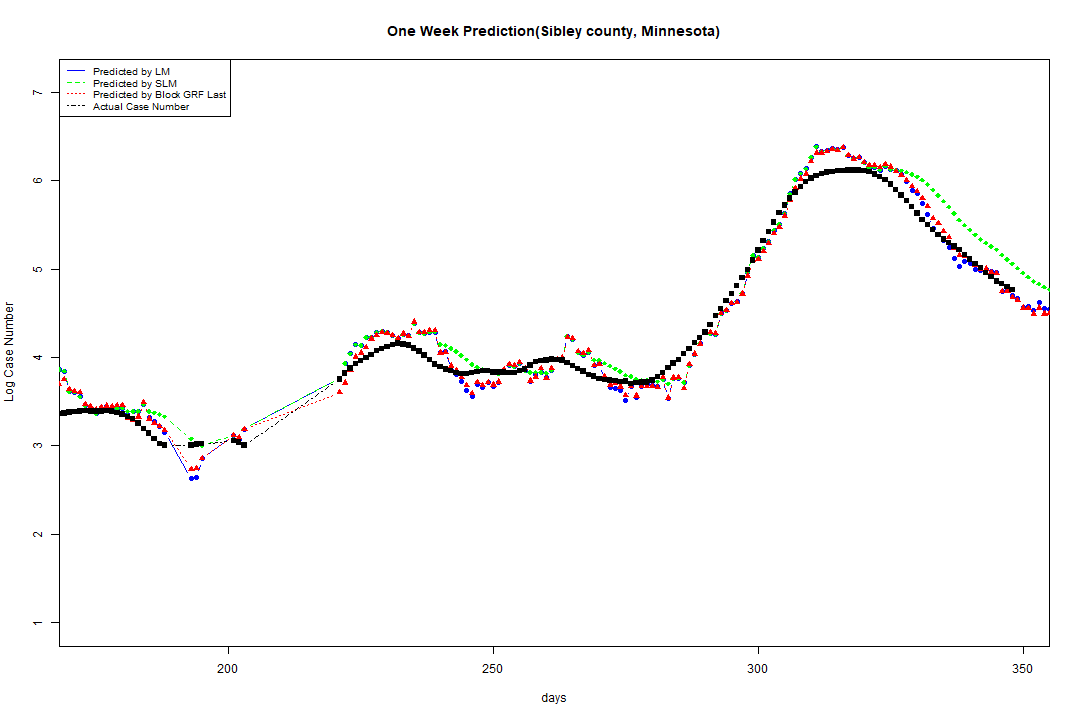 One Week Prediction(Sibley county, Minnesota)
Predicted by LM
Predicted by SLM
Predicted by Block GRF Last
Actual Case Number
7
6
5
4
3
2
1
Log Case Number
200
250
300
350
days